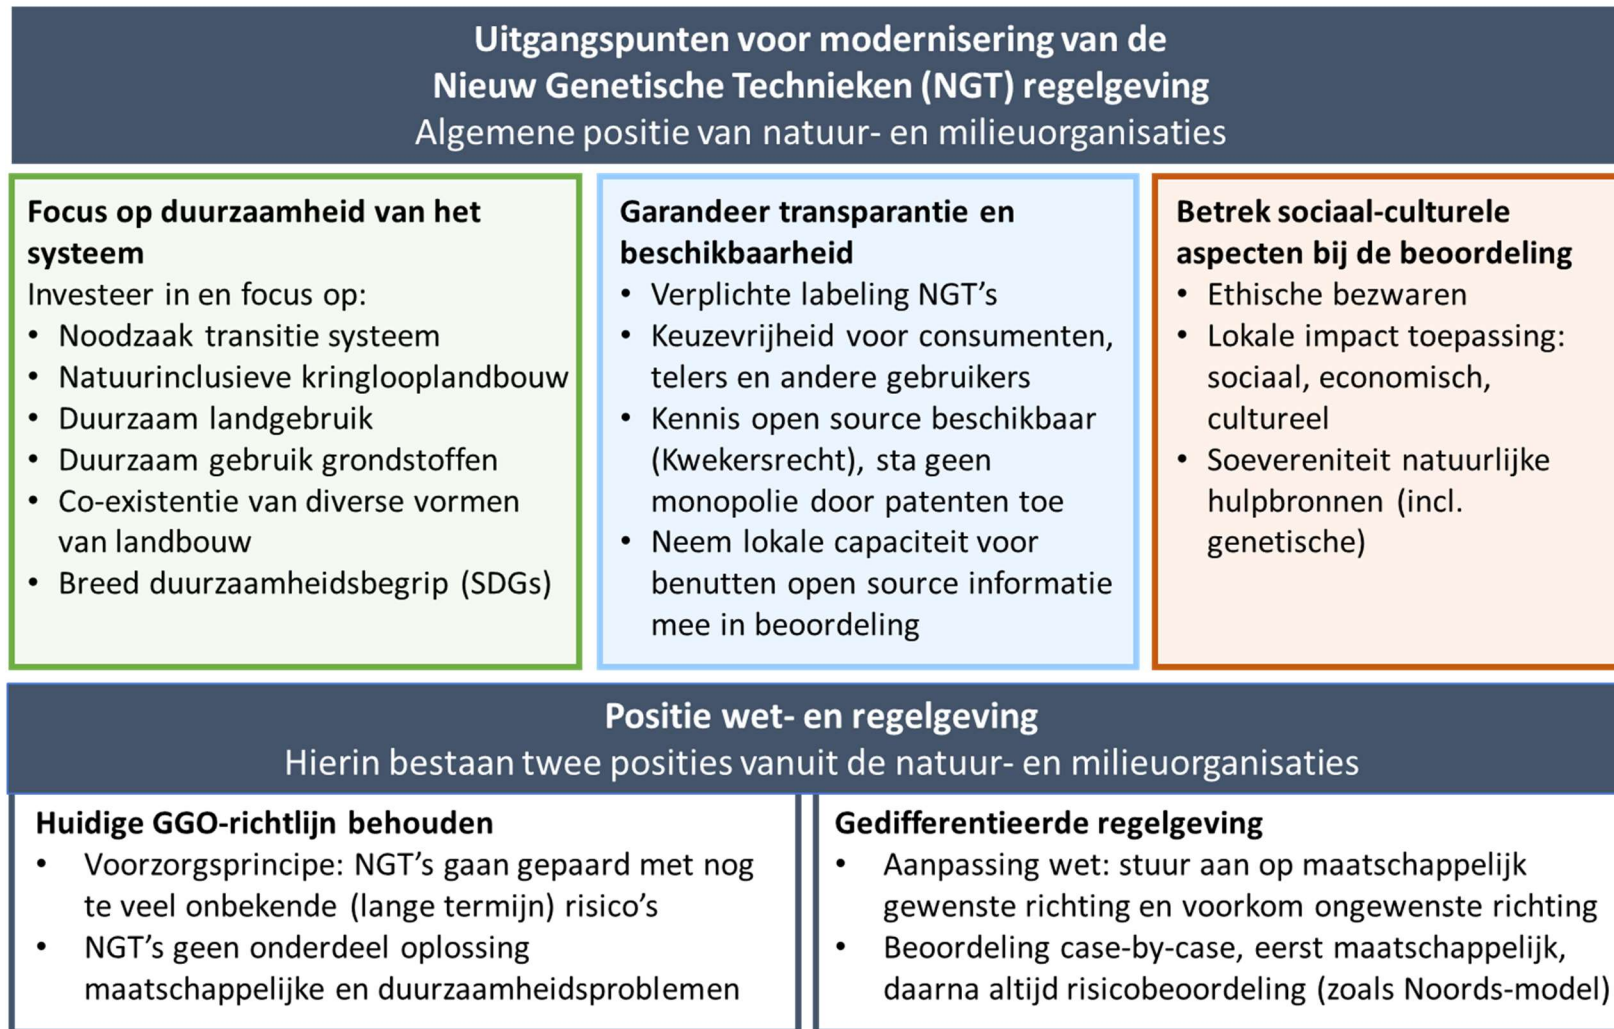 Uitgangspunten voor modernisering van de
Nieuw Genetische Technieken (NGT) regelgeving
Algemene positie van natuur- en milieuorganisaties
Focus op duurzaamheid van het
systeem
Investeer in en focus op:
• Noodzaak transitie systeem
• Natuurinclusieve kringlooplandbouw
• Duurzaam landgebruik
• Duurzaam gebruik grondstoffen
• Co-existentie van diverse vormen
van landbouw
• Breed duurzaamheidsbegrip (SDGs)
Garandeer transparantie en
beschikbaarheid
• Verplichte labeling NGT's
• Keuzevrijheid voor consumenten,
telers en andere gebruikers
• Kennis open source beschikbaar
(Kwekersrecht), sta geen
monopolie door patenten toe
• Neem lokale capaciteit voor
benutten open source informatie
mee in beoordeling
Betrek sociaal-culturele
aspecten bij de beoordeling
• Ethische bezwaren
• Lokale impact toepassing:
sociaal, economisch,
cultureel
• Soevereniteit natuurlijke
hulpbronnen (incl.
genetische)
Positie wet- en regelgeving
Hierin bestaan twee posities vanuit de natuur- en milieuorganisaties
Huidige GGO-richtlijn behouden
• Voorzorgsprincipe: NGT's gaan gepaard met nog
te veel onbekende (lange termijn) risico's
• NGT's geen onderdeel oplossing
maatschappelijke en duurzaamheidsproblemen
Gedifferentieerde regelgeving
• Aanpassing wet: stuur aan op maatschappelijk
gewenste richting en voorkom ongewenste richting
• Beoordeling case-by-case, eerst maatschappelijk,
daarna altijd risicobeoordeling (zoals Noords-model)